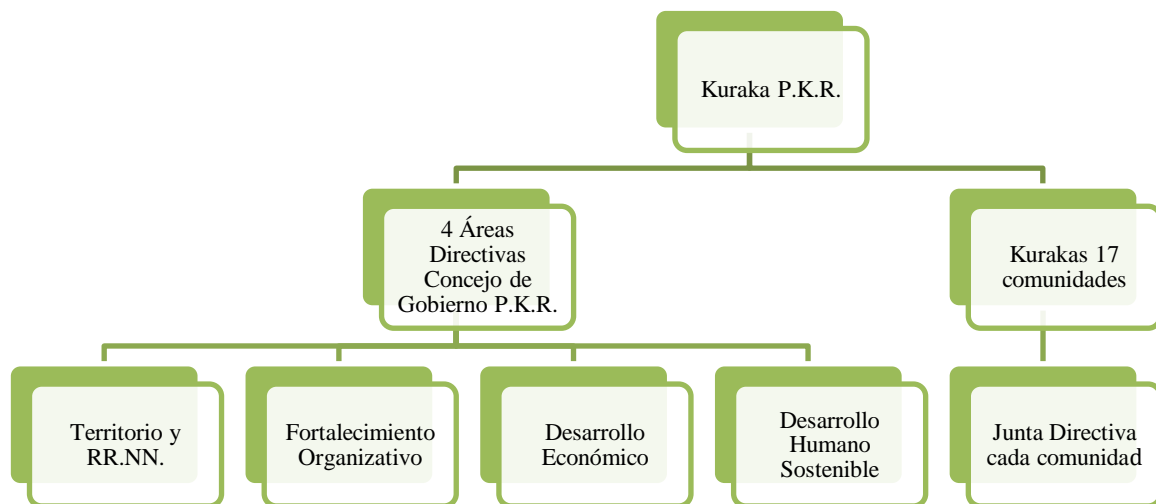 Kuraka P.K.R.
4 Áreas
Directivas
Concejo de
Gobierno P.K.R.
Kurakas 17
comunidades
Territorio y
RR.NN.
Fortalecimiento
Organizativo
Desarrollo
Económico
Desarrollo
Humano
Sostenible
Junta Directiva
cada comunidad